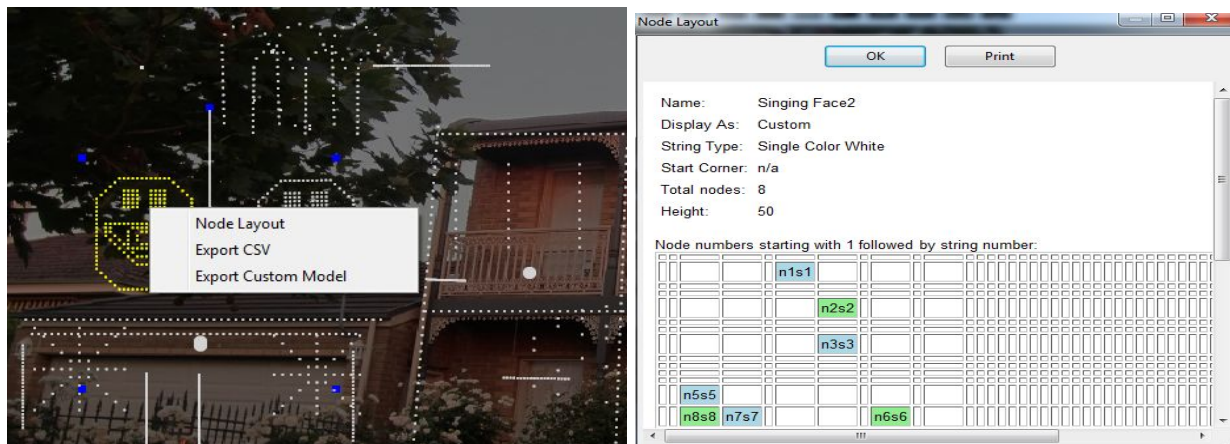 Node Layout
Export CSV
Export Custom Model
Node Layout
OK Print
Name: Singing Face2
Display As: Custom
String Type: Single Color White
Start Corner: n/a
Total nodes: 8
Height: 50
Node numbers starting with 1 followed by string number:
n1s1
n2s2
n3s3
n5s5
n8s8 n7s7 n6s6